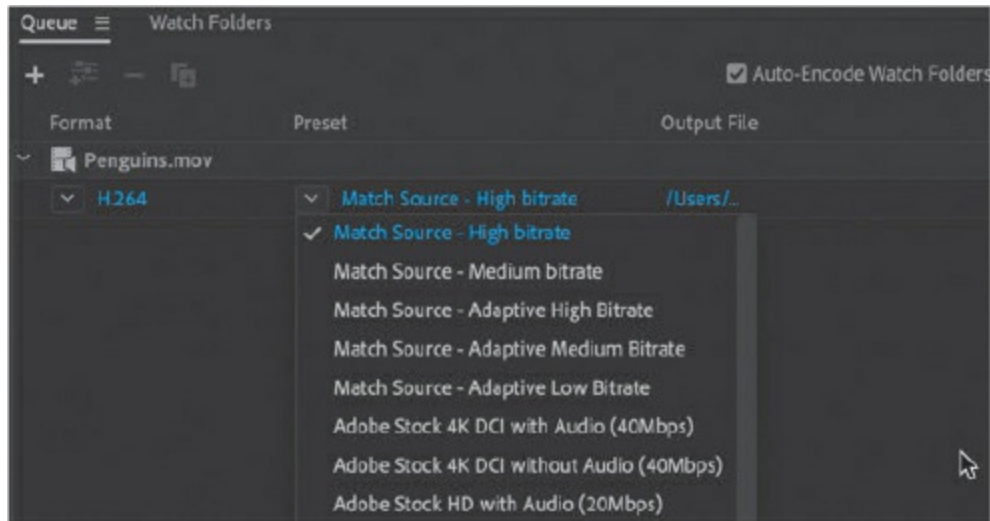 Queue Watch Folders
Auto-Encode Watch Folders
Format Preset Output File
Penguins.mov
H.264 Match Source - High bitrate /Users/...
Match Source - High bitrate
Match Source - Medium bitrate
Match Source - Adaptive High Bitrate
Match Source - Adaptive Medium Bitrate
Match Source - Adaptive Low Bitrate
Adobe Stock 4K DCI with Audio (40Mbps)
Adobe Stock 4K DCI without Audio (40Mbps)
Adobe Stock HD with Audio (20Mbps)